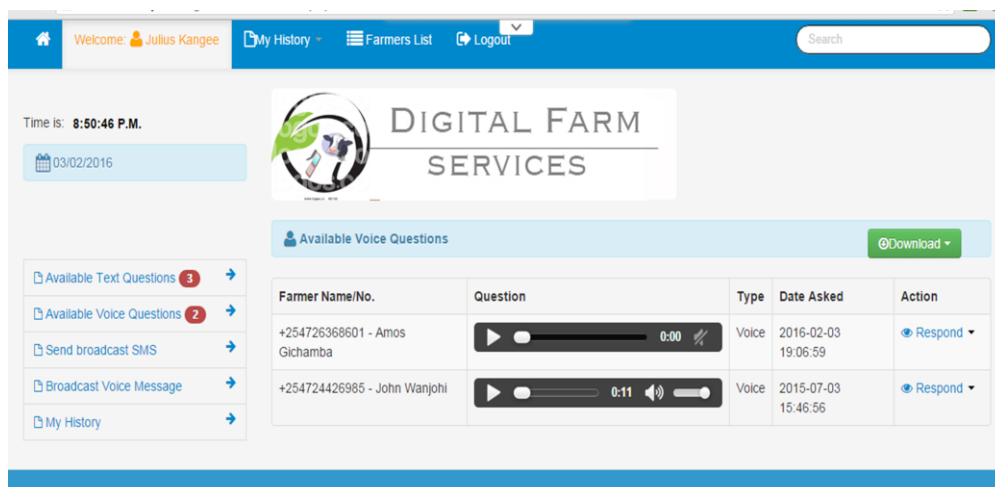 Welcome: Julius Kangee
My History
Farmers List
Logout
Search
Time is: 8:50:46 P.M.
03/02/2016
DIGITAL FARM
SERVICES
Available Voice Questions
Download
Available Text Questions 3
Available Voice Questions 2
Send broadcast SMS
Broadcast Voice Message
My History
Farmer Name/No. Question Type Date Asked Action
+254726368601 - Amos
Gichamba
0:00
Voice
2016-02-03
19:06:59
Respond
+254724426985 - John Wanjohi
0:11
Voice
2015-07-03
15:46:56
Respond